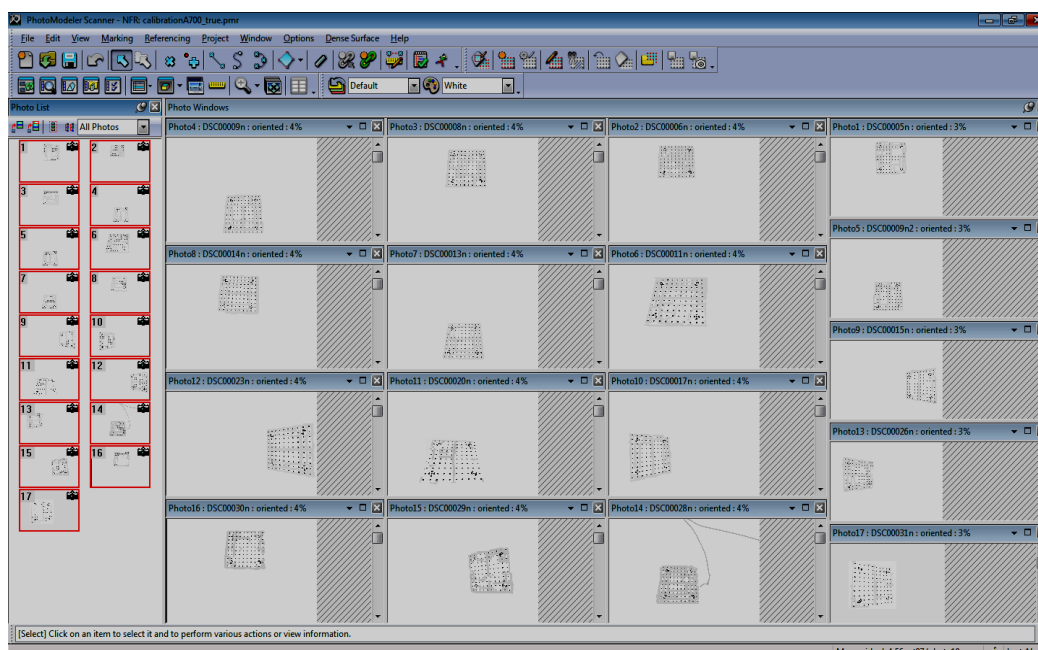 PhotoModeler Scanner - NFR: calibrationA700_true.pmr
File Edit View Marking Referencing Project Window Options Dense Surface Help
Default White
Photo List
Photo Windows
All Photos
1 2
3 4
5 6
7 8
9 10
11 12
13 14
15 16
17
Photo4 : DSC00009n : oriented : 4%
Photo3 : DSC00008n : oriented : 4%
Photo2 : DSC00006n : oriented : 4%
Photo1 : DSC00005n : oriented : 3%
Photo5 : DSC00009n2 : oriented : 3%
Photo8 : DSC00014n : oriented : 4%
Photo7 : DSC00013n : oriented : 4%
Photo6 : DSC00011n : oriented : 4%
Photo9 : DSC00015n : oriented : 3%
Photo12 : DSC00023n : oriented : 4%
Photo11 : DSC00020n : oriented : 4%
Photo10 : DSC00017n : oriented : 4%
Photo13 : DSC00026n : oriented : 3%
Photo16 : DSC00030n : oriented : 4%
Photo15 : DSC00029n : oriented : 4%
Photo14 : DSC00028n : oriented : 4%
Photo17 : DSC00031n : oriented : 3%
[Select] Click on an item to select it and to perform various actions or view information.